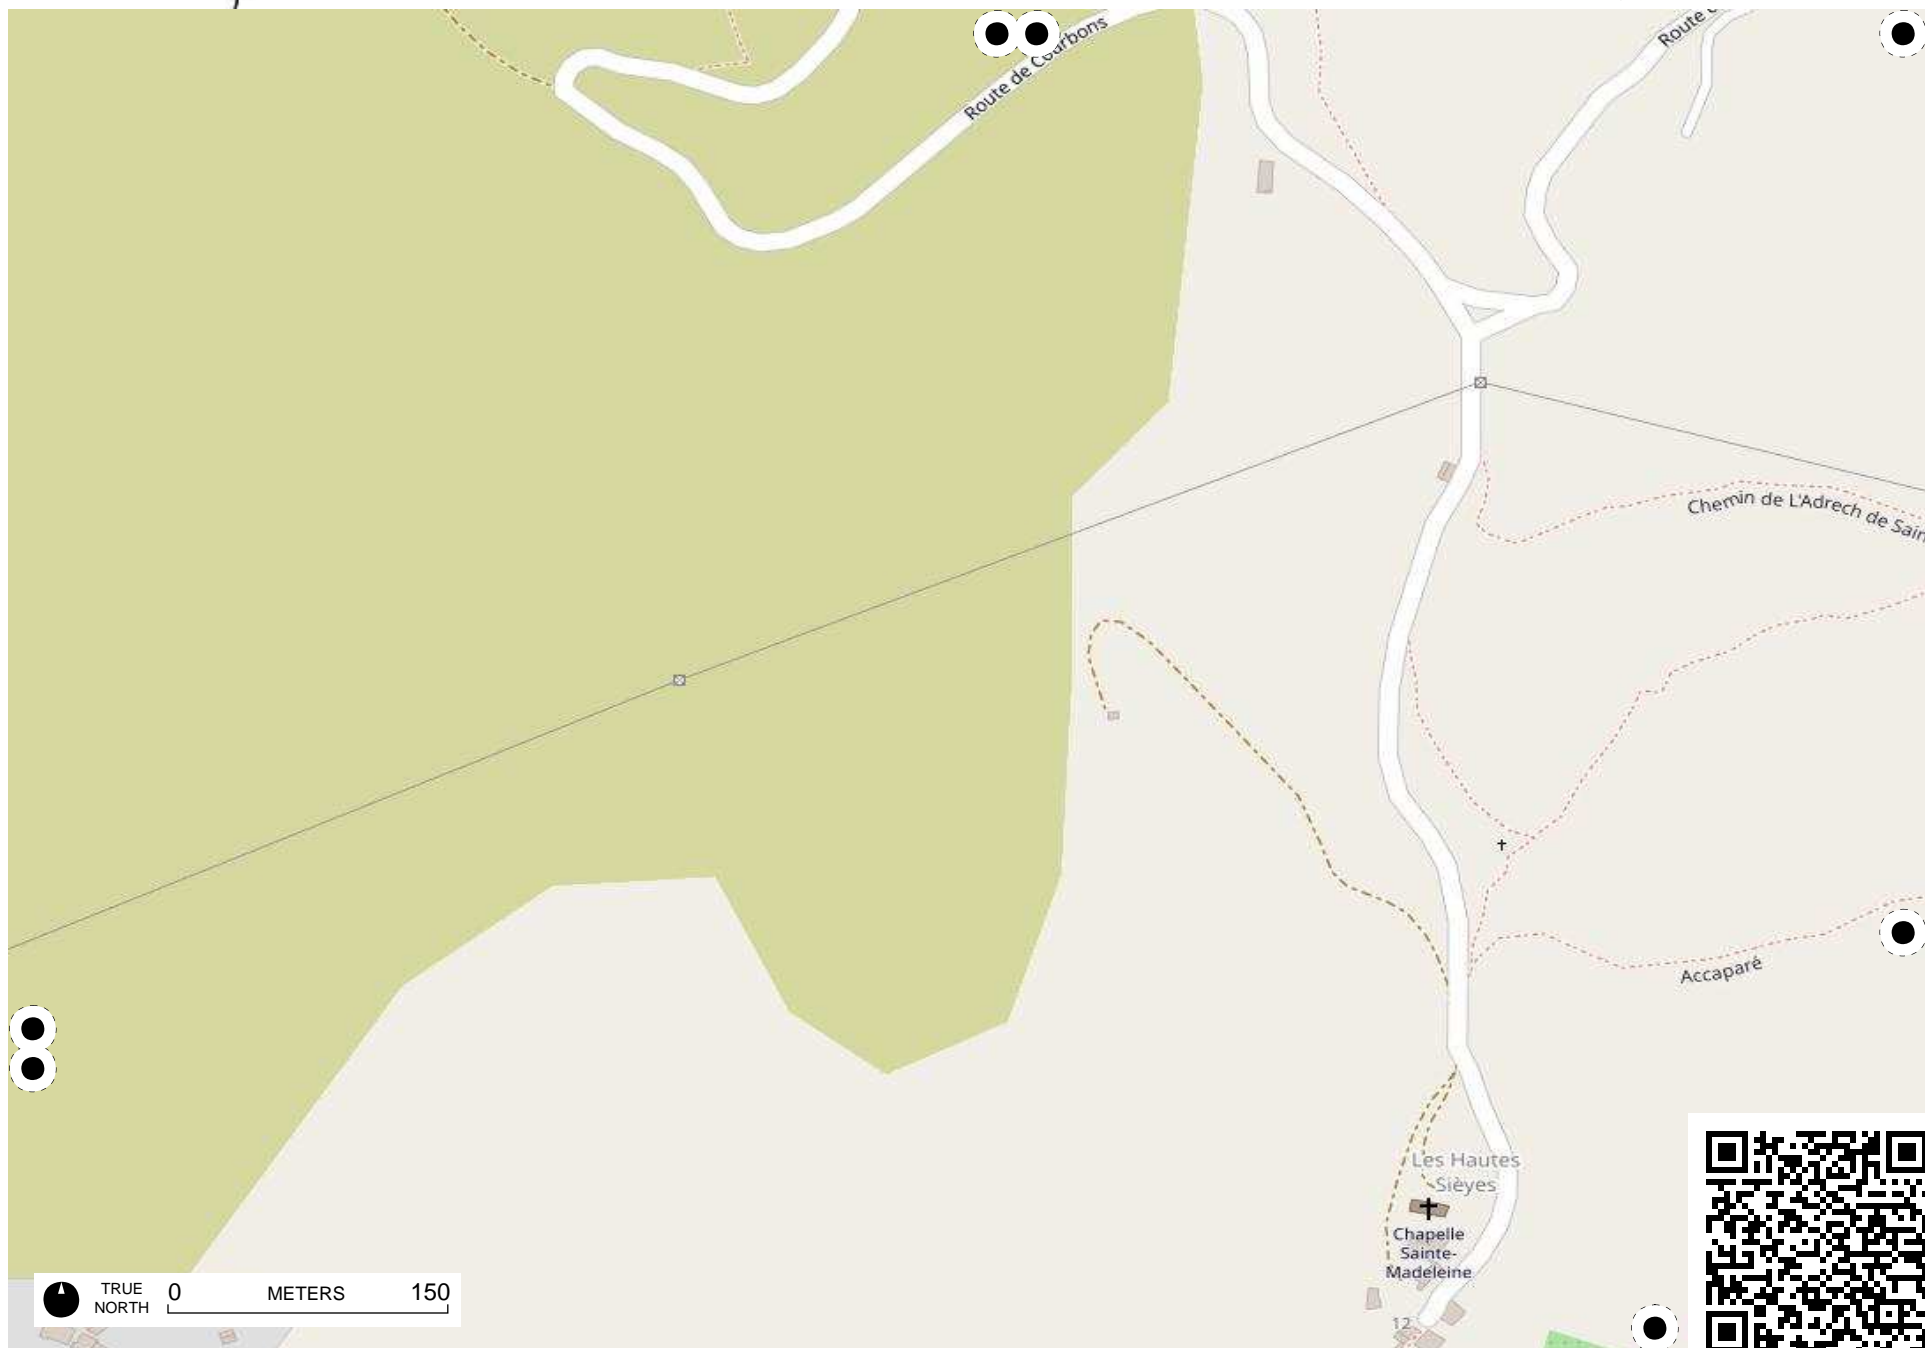 Route de Courbons
Route
Chemin de L'Adrech de Sain
Accaparé
Les Hautes
Sièyes
Chapelle
Sainte-
Madeleine
12
TRUE
NORTH
0 METERS 150